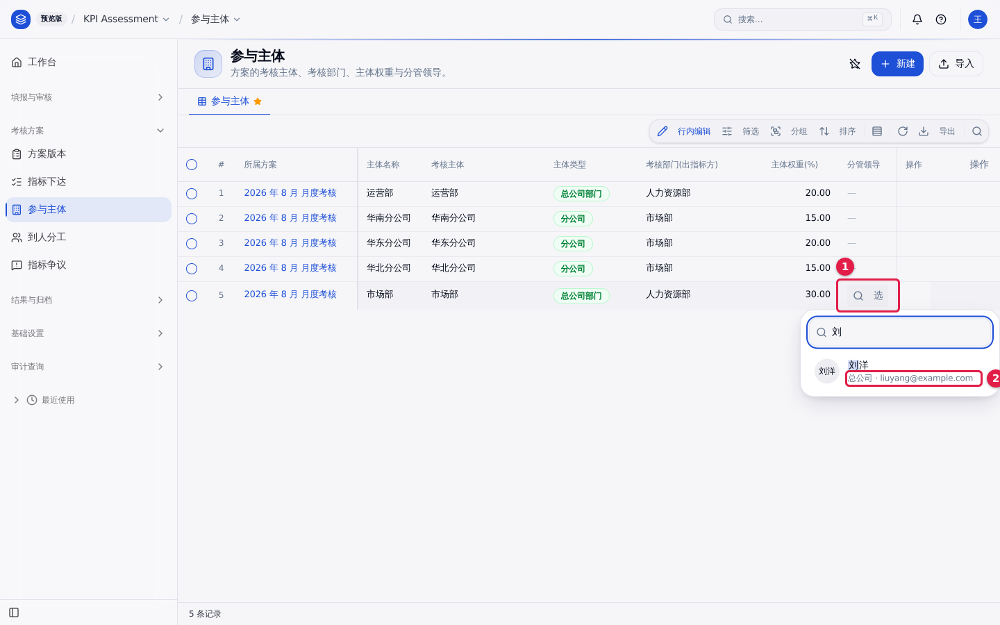 预览版 / KPI Assessment / 参与主体
搜索... ⌘K
王
工作台
填报与审核
考核方案
方案版本
指标下达
参与主体
到人分工
指标争议
结果与归档
基础设置
审计查询
最近使用
参与主体
方案的考核主体、考核部门、主体权重与分管领导。
新建 导入
参与主体
行内编辑 筛选 分组 排序 导出
# 所属方案 主体名称 考核主体 主体类型 考核部门(出指标方) 主体权重(%) 分管领导 操作 操作
1 2026 年 8 月 月度考核 运营部 运营部 总公司部门 人力资源部 20.00 —
2 2026 年 8 月 月度考核 华南分公司 华南分公司 分公司 市场部 15.00 —
3 2026 年 8 月 月度考核 华东分公司 华东分公司 分公司 市场部 20.00 —
4 2026 年 8 月 月度考核 华北分公司 华北分公司 分公司 市场部 15.00
1
5 2026 年 8 月 月度考核 市场部 市场部 总公司部门 人力资源部 30.00 选
刘
刘洋 刘洋
总公司 · liuyang@example.com
2
5 条记录